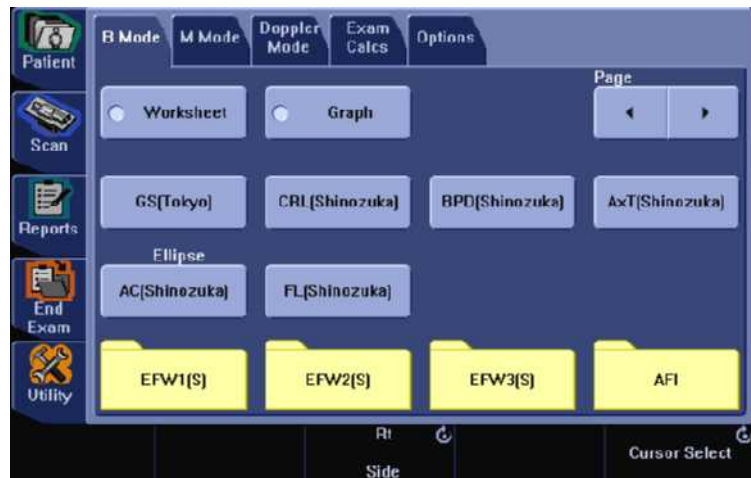 Patient
Scan
Reports
End
Exam
Utility
B Mode
M Mode
Doppler
Mode
Exam
Calcs
Options
Page
Worksheet
Graph
GS(Tokyo)
CRL(Shinozuka)
BPD(Shinozuka)
AxT(Shinozuka)
Ellipse
AC(Shinozuka)
FL(Shinozuka)
EFW1(S)
EFW2(S)
EFW3(S)
AFI
Rt
Side
Cursor Select